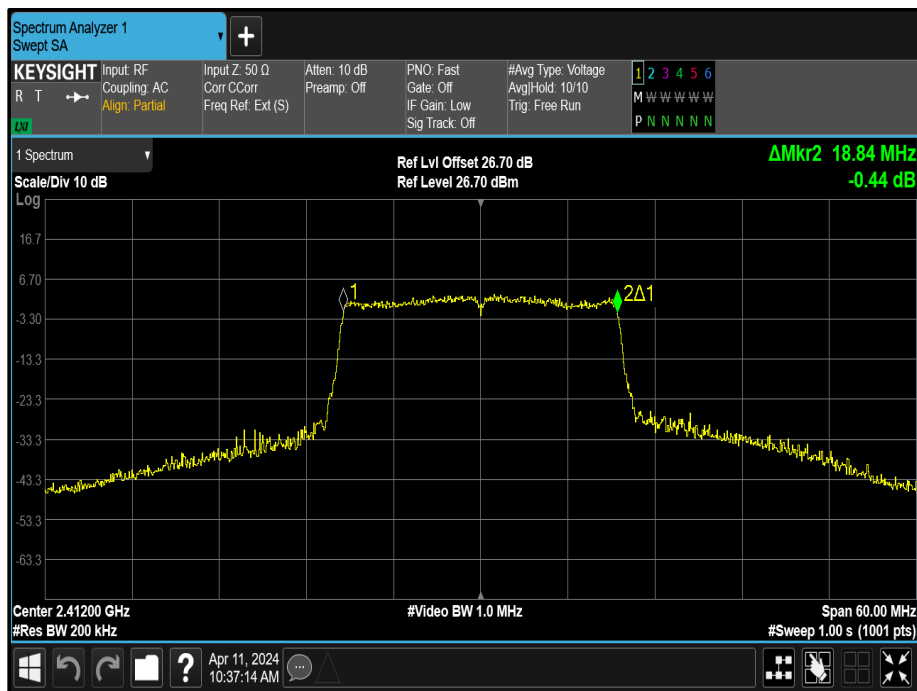 Spectrum Analyzer 1
Swept SA
+
KEYSIGHT
R T
LXI
Input: RF
Coupling: AC
Align: Partial
Input Z: 50 Ω
Corr CCorr
Freq Ref: Ext (S)
Atten: 10 dB
Preamp: Off
PNO: Fast
Gate: Off
IF Gain: Low
Sig Track: Off
#Avg Type: Voltage
Avg|Hold: 10/10
Trig: Free Run
1 2 3 4 5 6
M W W W W W
P N N N N N
1 Spectrum
Scale/Div 10 dB
Ref Lvl Offset 26.70 dB
Ref Level 26.70 dBm
ΔMkr2 18.84 MHz
-0.44 dB
Log
16.7
6.70
-3.30
-13.3
-23.3
-33.3
-43.3
-53.3
-63.3
1
2Δ1
Center 2.41200 GHz
#Res BW 200 kHz
#Video BW 1.0 MHz
Span 60.00 MHz
#Sweep 1.00 s (1001 pts)
?
Apr 11, 2024
10:37:14 AM